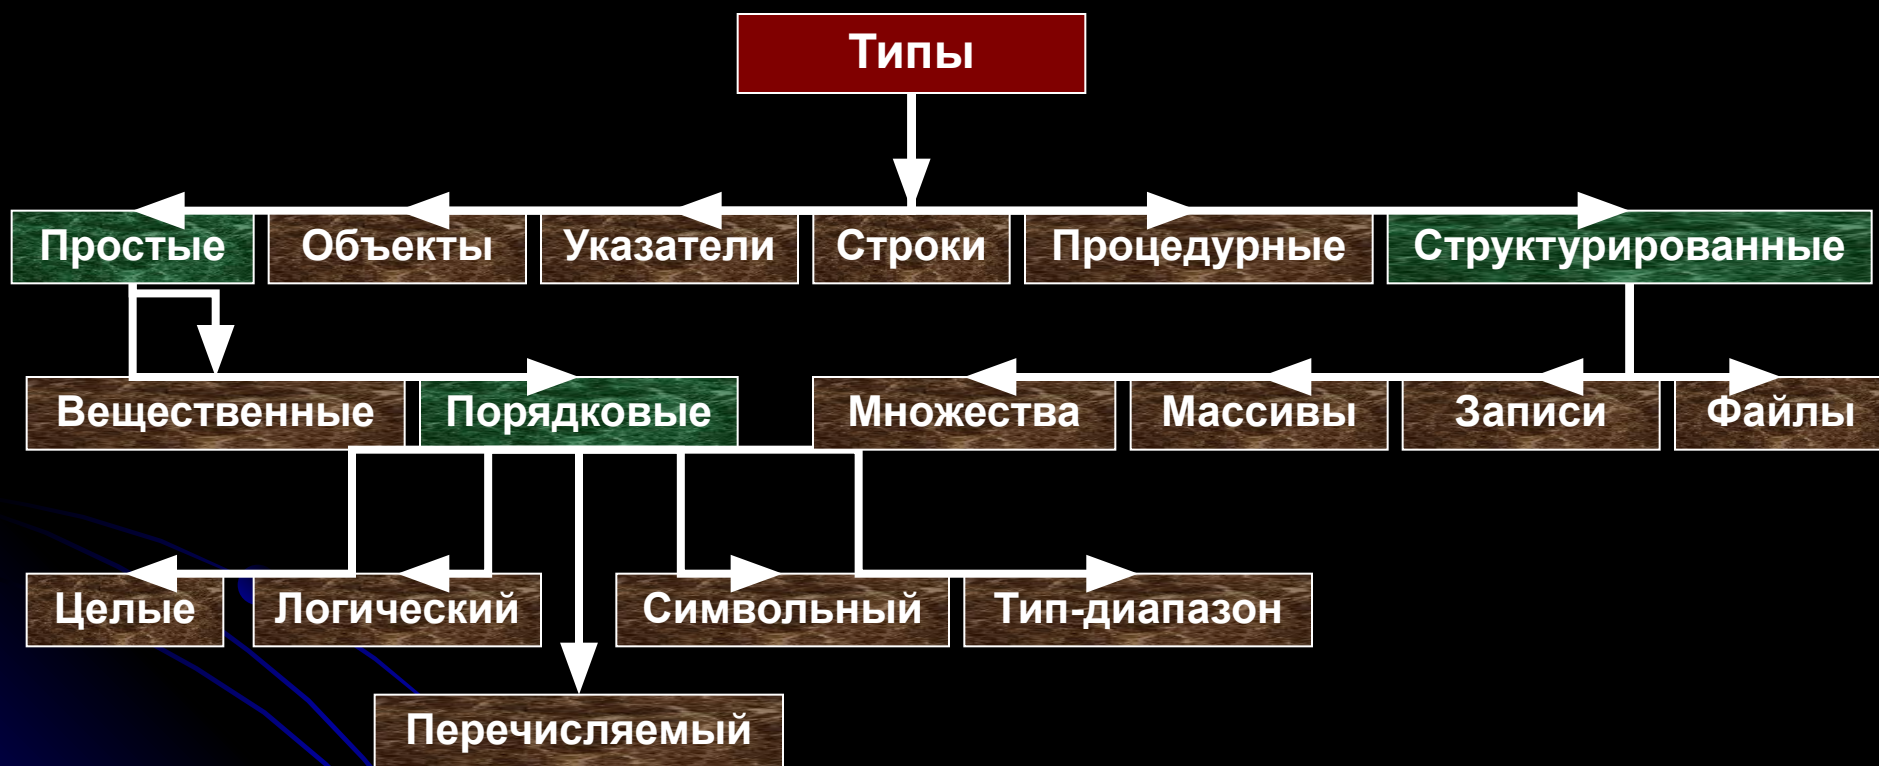 Типы
Простые
Объекты
Указатели
Строки
Процедурные
Структурированные
Вещественные
Порядковые
Множества
Массивы
Записи
Файлы
Целые
Логический
Символьный
Тип-диапазон
Перечисляемый